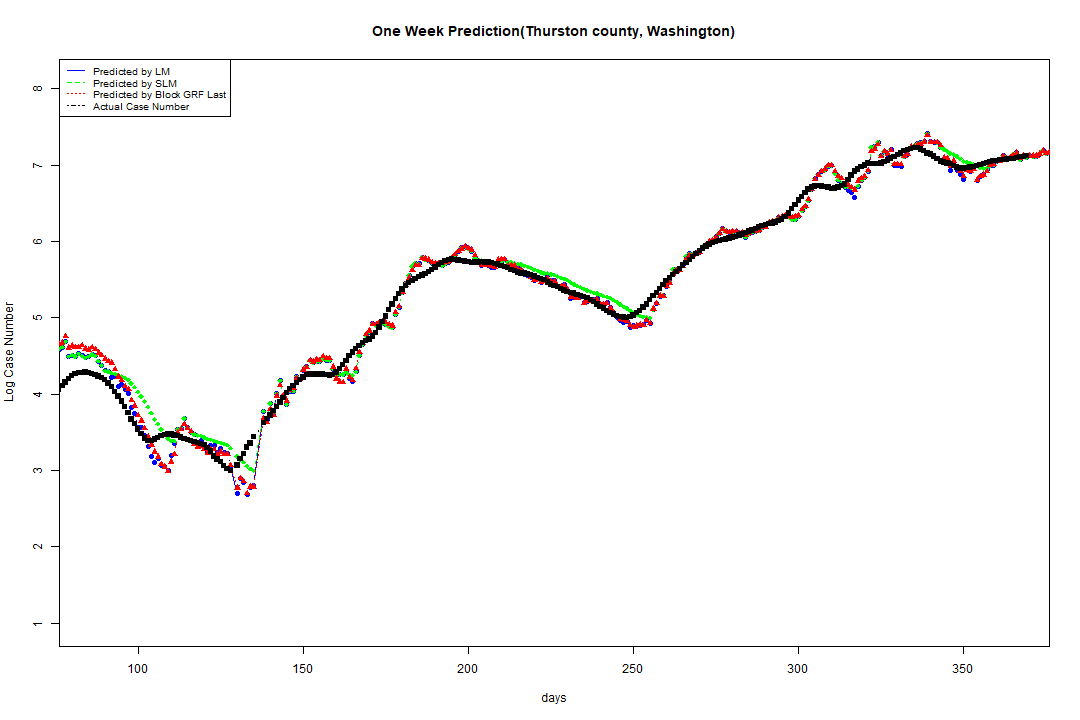 One Week Prediction(Thurston county, Washington)
Predicted by LM
Predicted by SLM
Predicted by Block GRF Last
Actual Case Number
8
7
6
5
4
3
2
1
Log Case Number
100 150 200 250 300 350
days